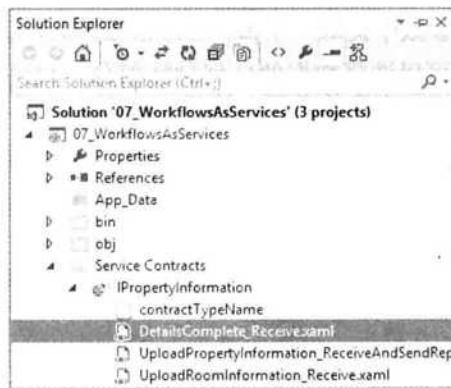 Solution Explorer
Search Solution Explorer (Ctrl+;)
Solution '07_WorkflowsAsServices' (3 projects)
07_WorkflowsAsServices
Properties
References
App_Data
bin
obj
Service Contracts
IPropertyInformation
contractTypeName
DetailsComplete_Receive.xaml
UploadPropertyInformation_ReceiveAndSendRep
UploadRoomInformation_Receive.xaml